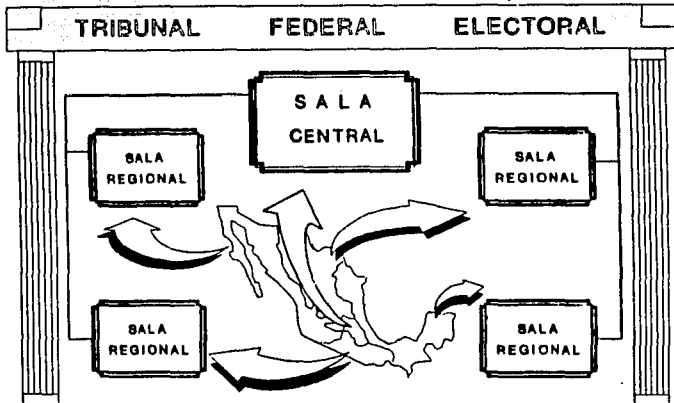 TRIBUNAL FEDERAL ELECTORAL
SALA
CENTRAL
SALA
REGIONAL
SALA
REGIONAL
SALA
REGIONAL
SALA
REGIONAL